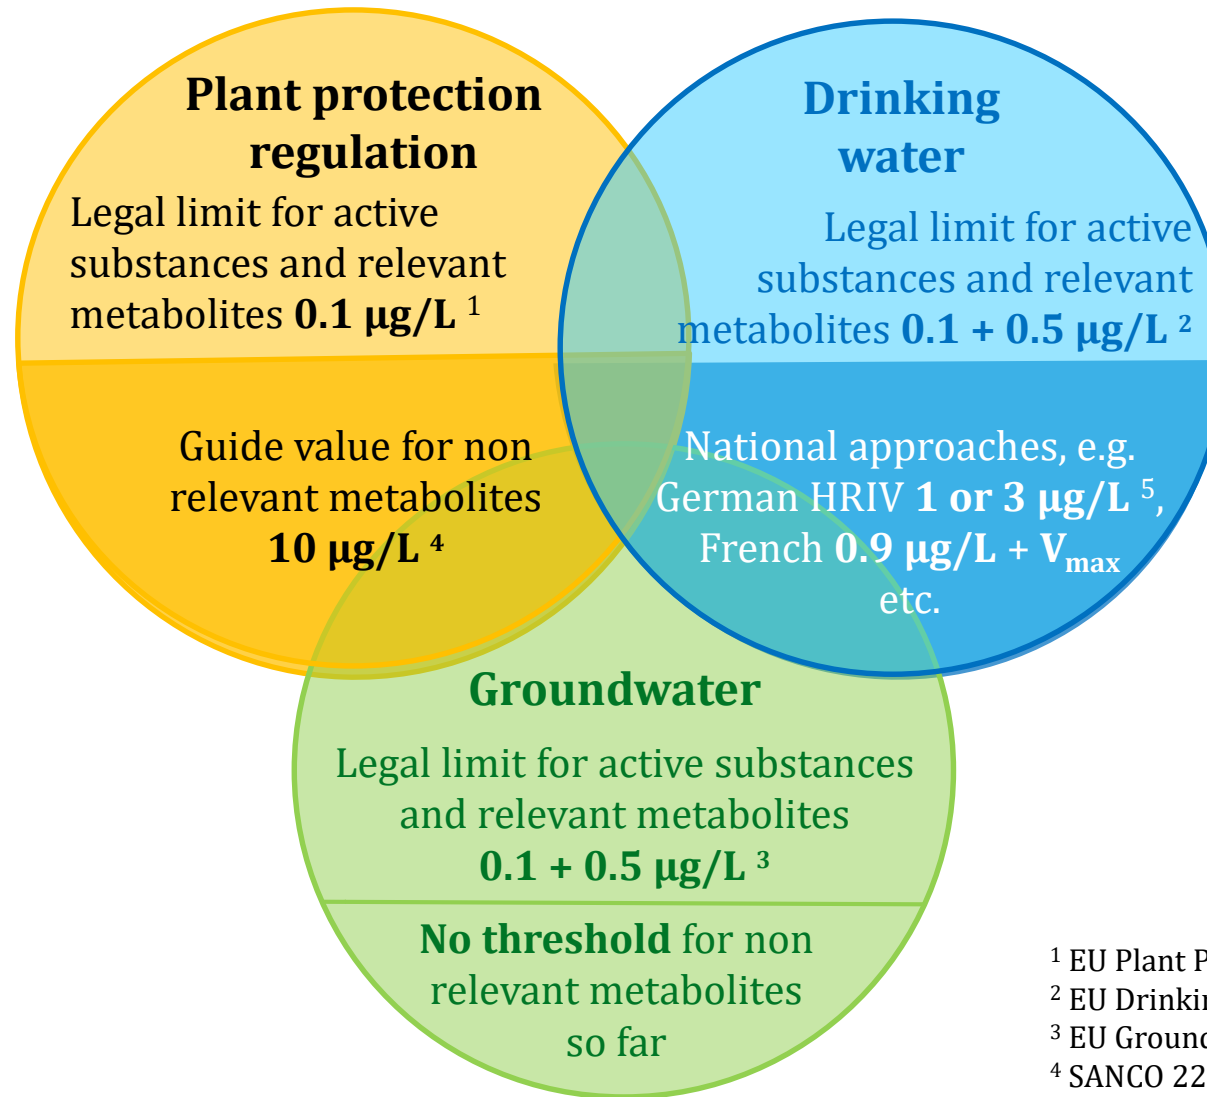 Plant protection
regulation
Legal limit for active
substances and relevant
metabolites 0.1 µg/L ¹
Guide value for non
relevant metabolites
10 µg/L ⁴
Drinking
water
Legal limit for active
substances and relevant
metabolites 0.1 + 0.5 µg/L ²
National approaches, e.g.
German HRIV 1 or 3 µg/L ⁵,
French 0.9 µg/L + Vmax
etc.
Groundwater
Legal limit for active substances
and relevant metabolites
0.1 + 0.5 µg/L ³
No threshold for non
relevant metabolites
so far
¹ EU Plant
² EU
³ EU
⁴ SANCO